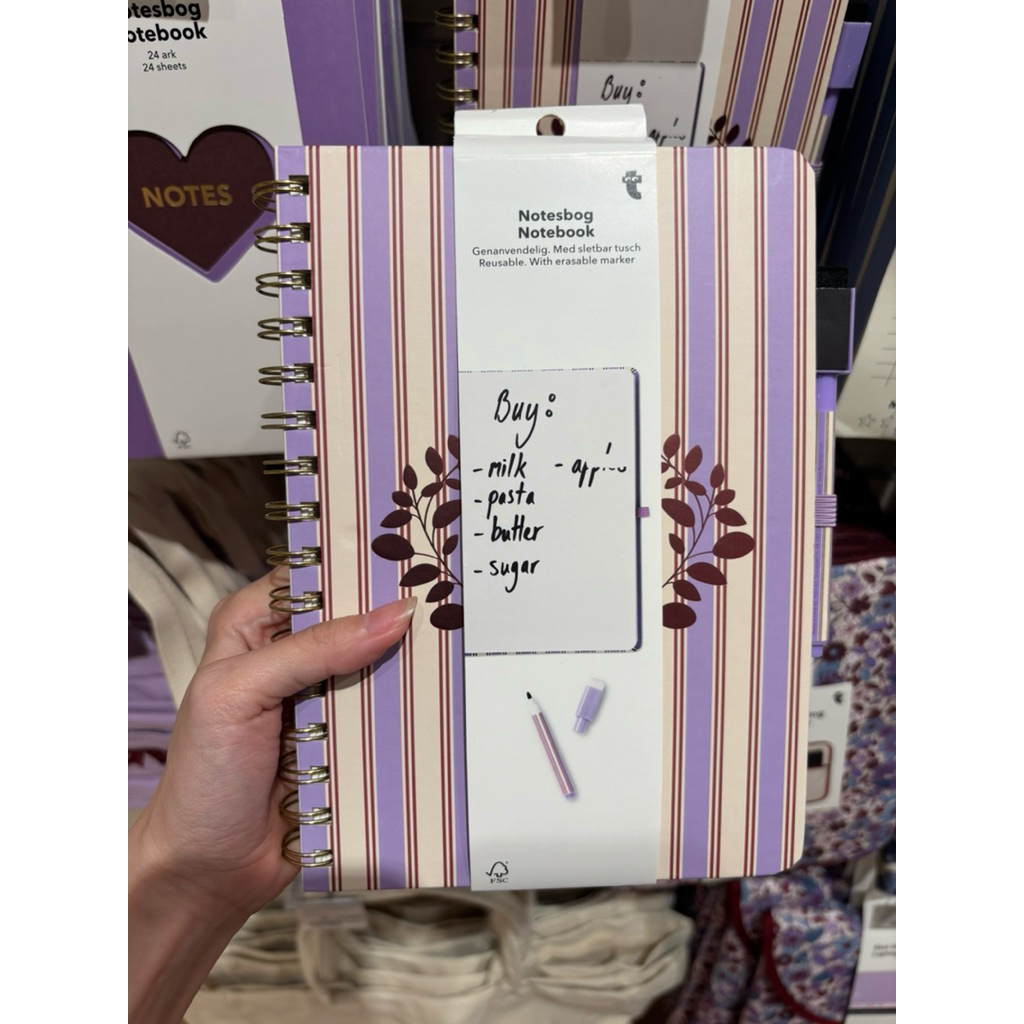 otesbog
otebook
24 ark
24 sheets
NOTES
Buy:
t
Notesbog
Notebook
Genanvendelig. Med sletbar tusch
Reusable. With erasable marker
Buy:
- milk
- pasta
- butter
- sugar
FSC